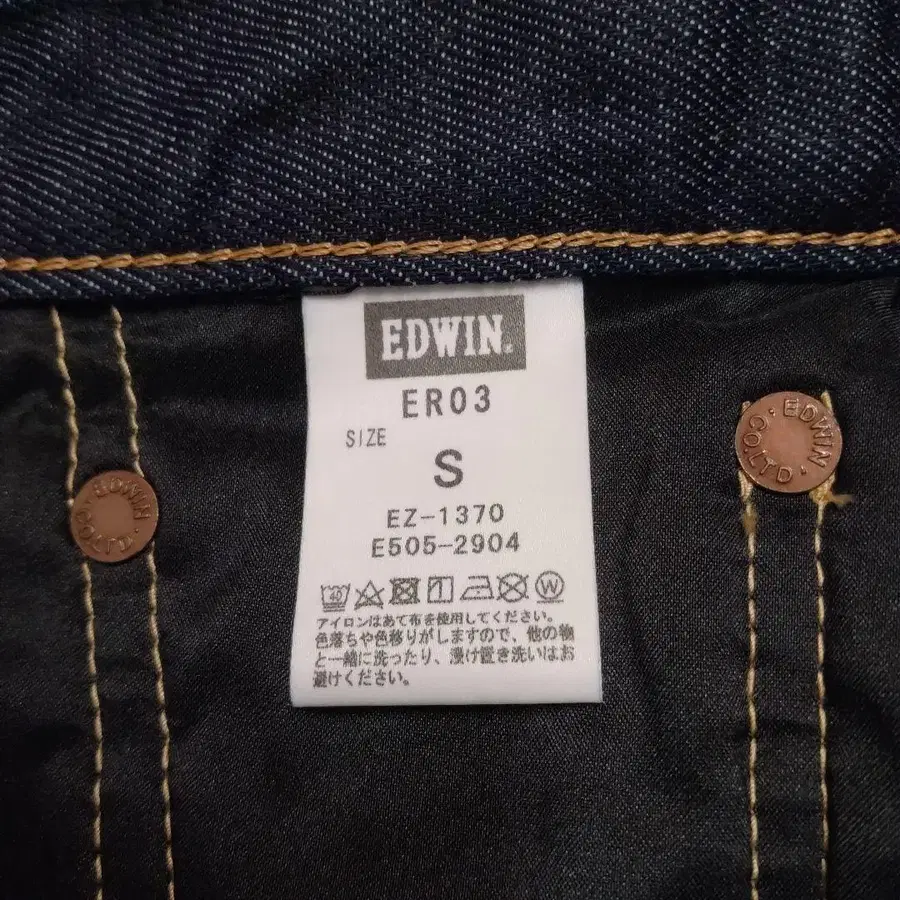 EDWIN.
ER03
SIZE
S
EZ-1370
E505-2904
40 W
アイロンはあて布を使用してください。
色落ちや色移りがしますので、他の物
と一緒に洗ったり、浸け置き洗いはお
避けください。
EDWIN
CO.LTD
EDWIN
CO.LTD